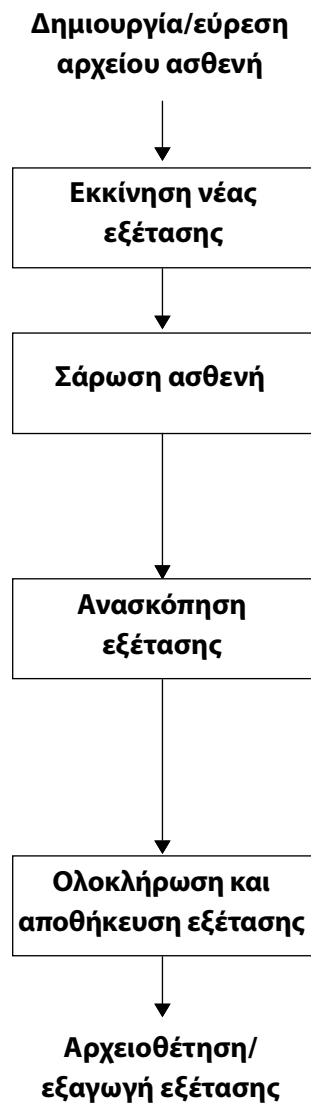 Δημιουργία/εύρεση
αρχείου ασθενή
Εκκίνηση νέας
εξέτασης
Σάρωση ασθενή
Ανασκόπηση
εξέτασης
Ολοκλήρωση και
αποθήκευση εξέτασης
Αρχειοθέτηση/
εξαγωγή εξέτασης